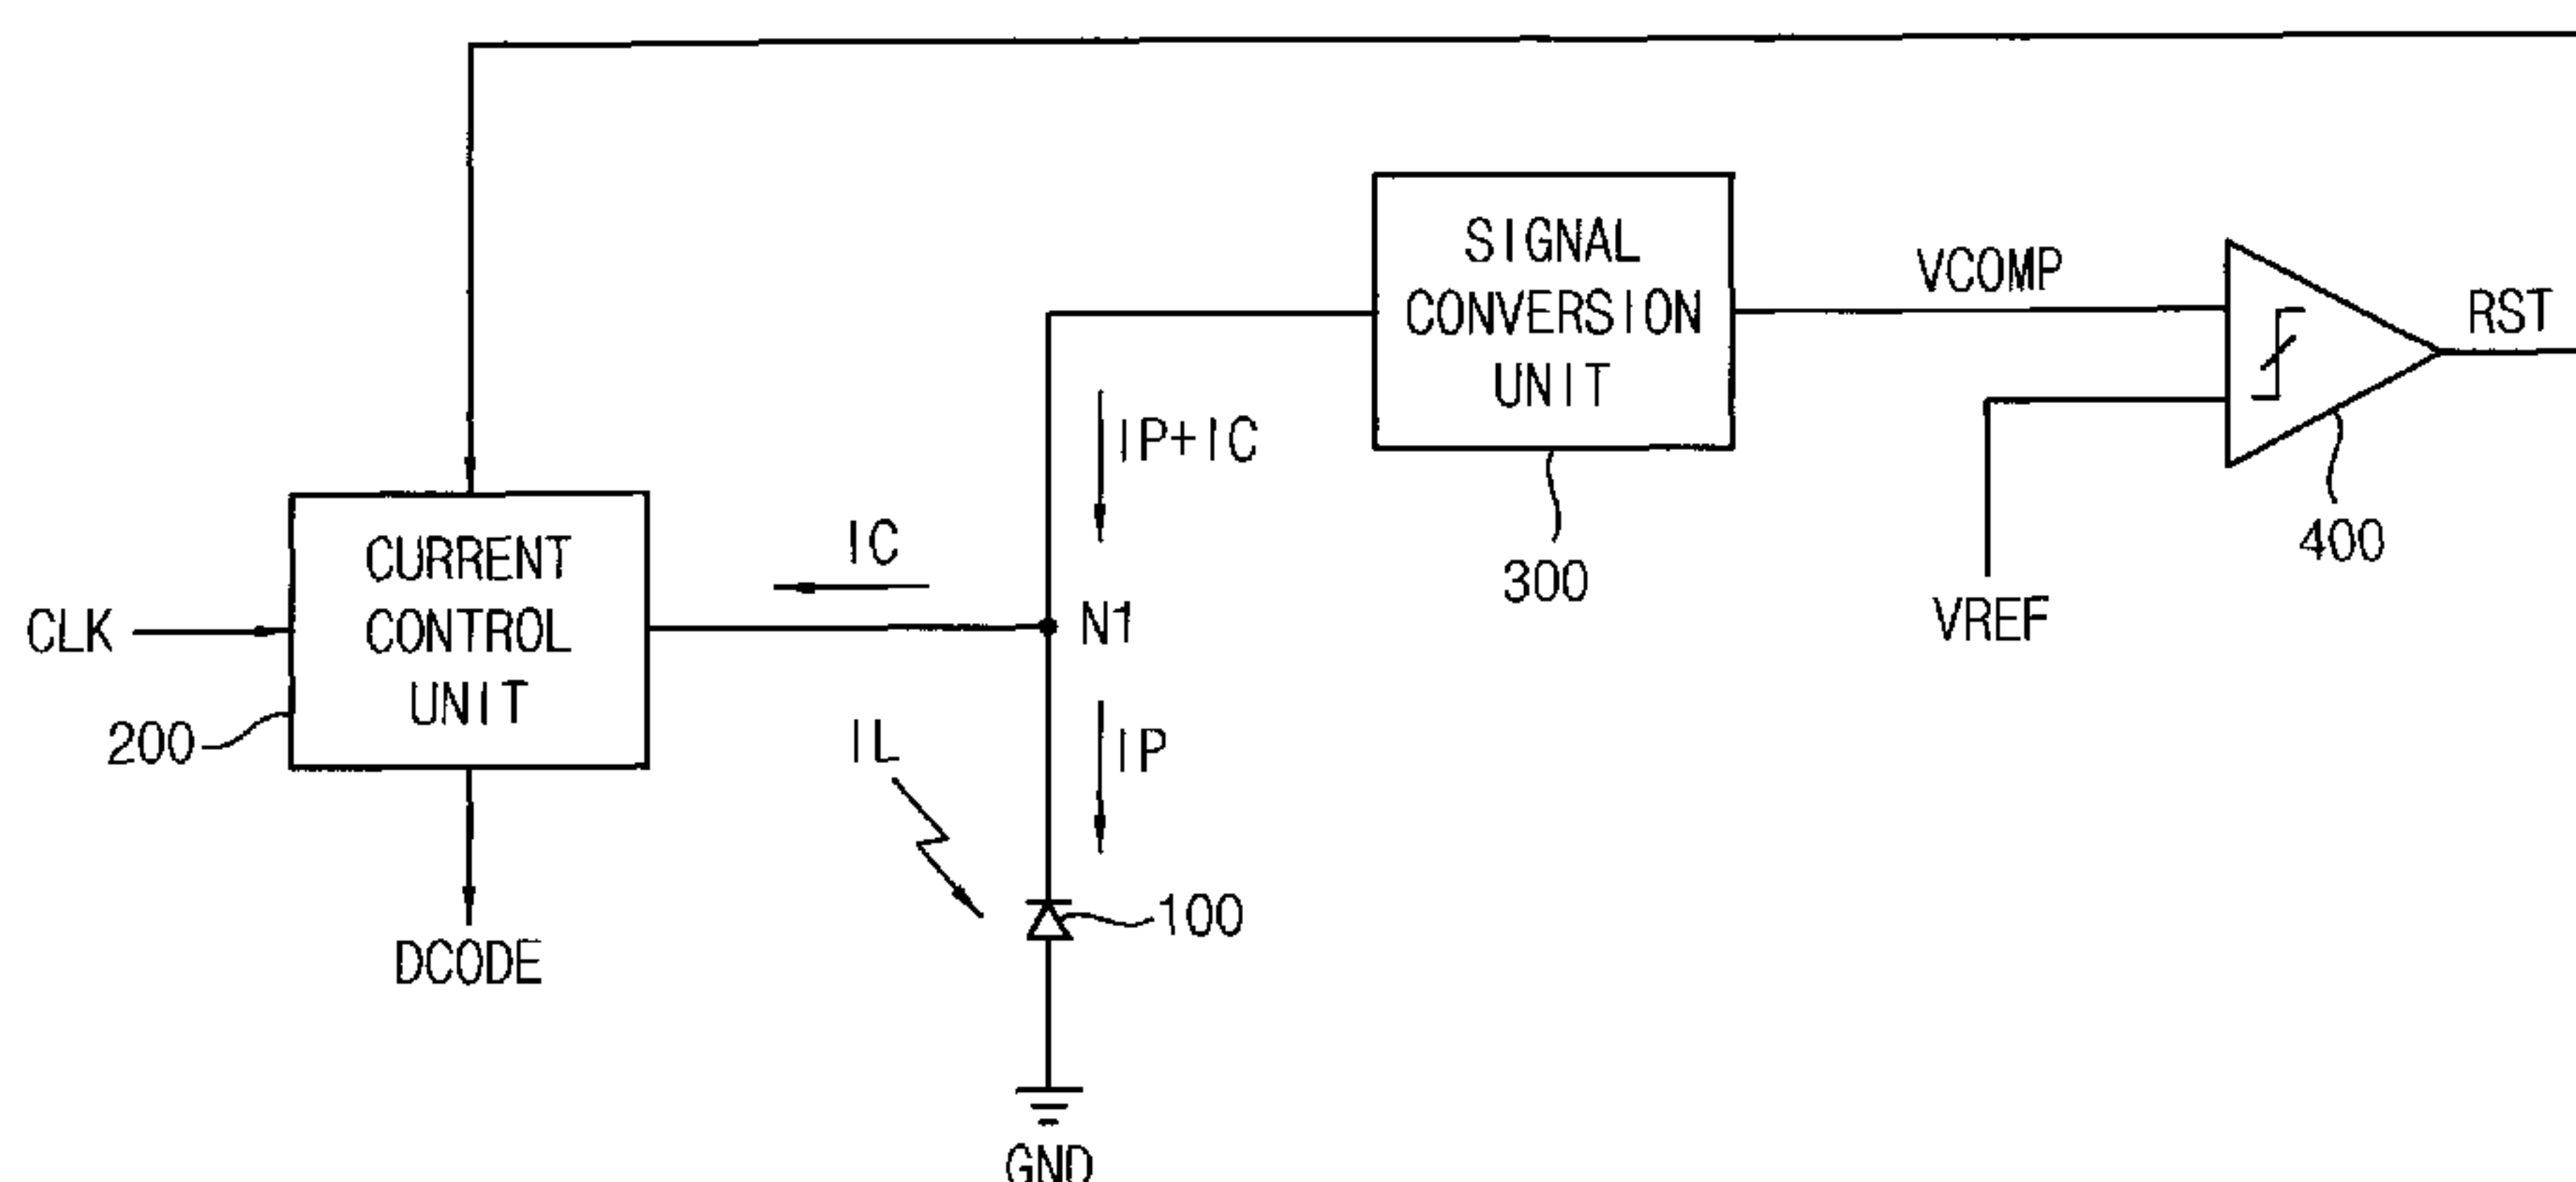 SIGNAL
CONVERSION
UNIT
300
VCOMP
RST
400
VREF
IP+IC
IC
N1
CURRENT
CONTROL
UNIT
CLK
200
IL
IP
100
DCODE
GND